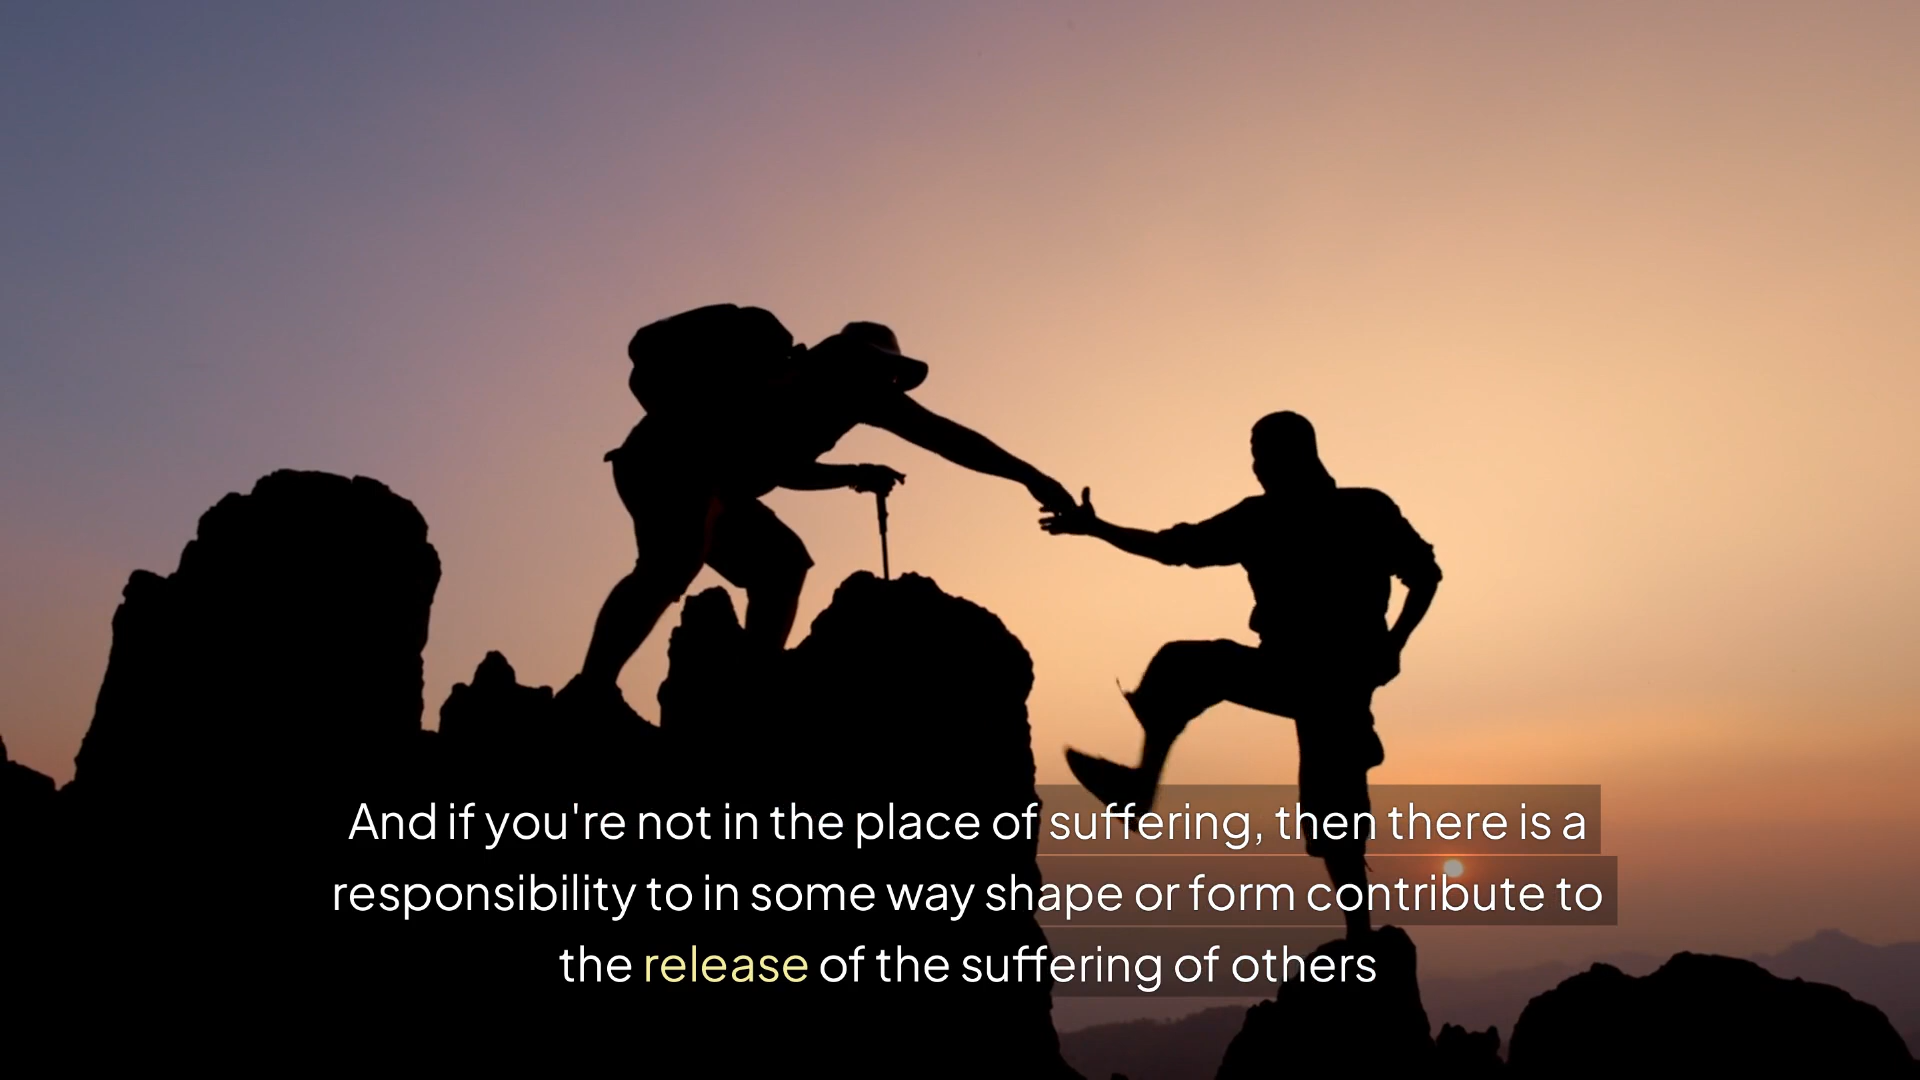 And if you're not in the place of suffering, then there is a
responsibility to in some way shape or form contribute to
the release of the suffering of others